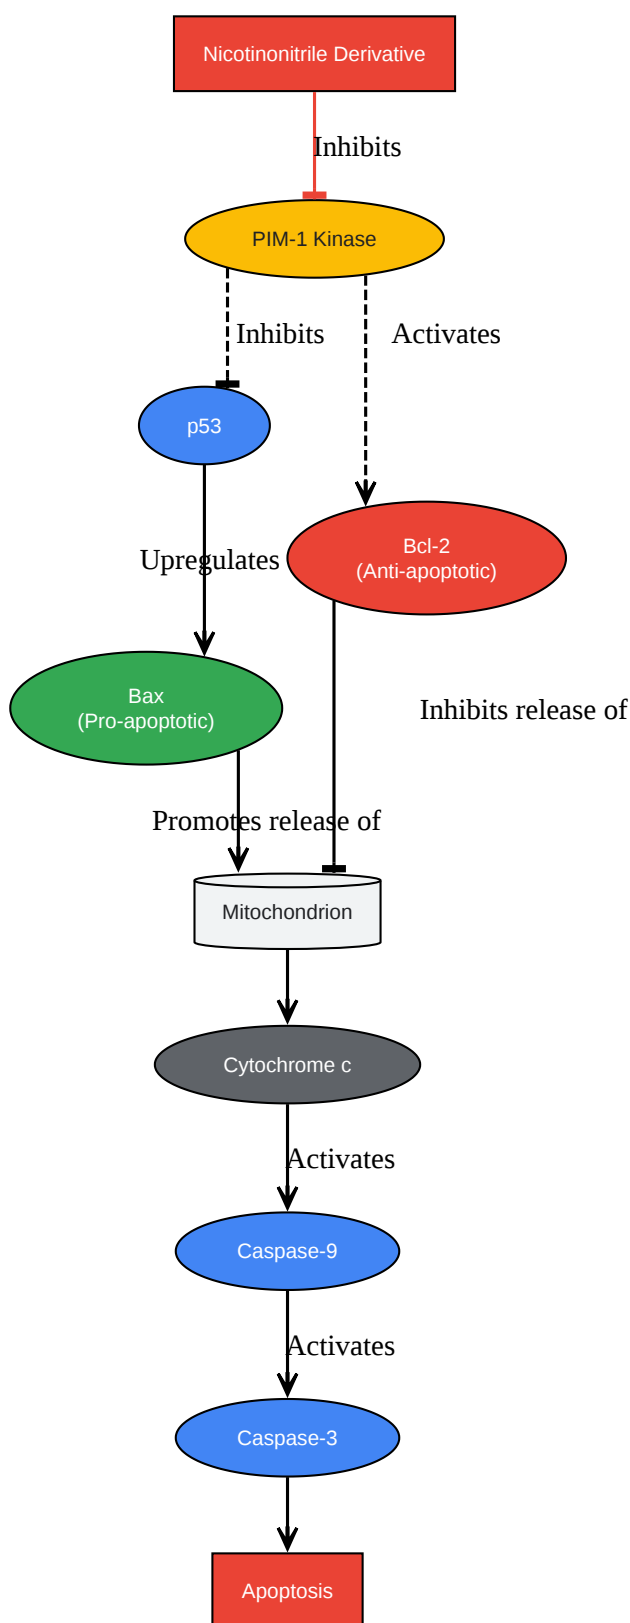 Nicotinonitrile Derivative
Inhibits
PIM-1 Kinase
Inhibits
Activates
p53
Bcl-2
(Anti-apoptotic)
Upregulates
Bax
(Pro-apoptotic)
Inhibits release of
Promotes release of
Mitochondrion
Cytochrome c
Activates
Caspase-9
Activates
Caspase-3
Apoptosis